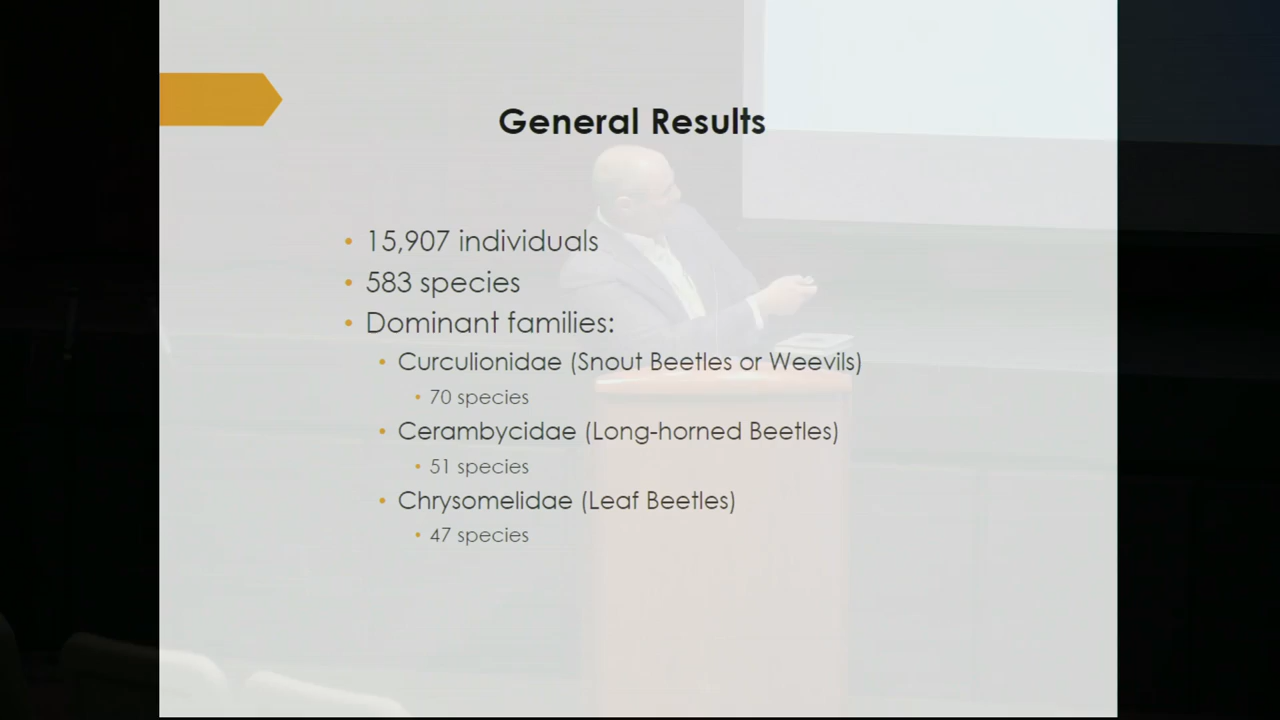 General Results
• 15,907 individuals
• 583 species
• Dominant families:
• Curculionidae (Snout Beetles or Weevils)
• 70 species
• Cerambycidae (Long-horned Beetles)
• 51 species
• Chrysomelidae (Leaf Beetles)
• 47 species